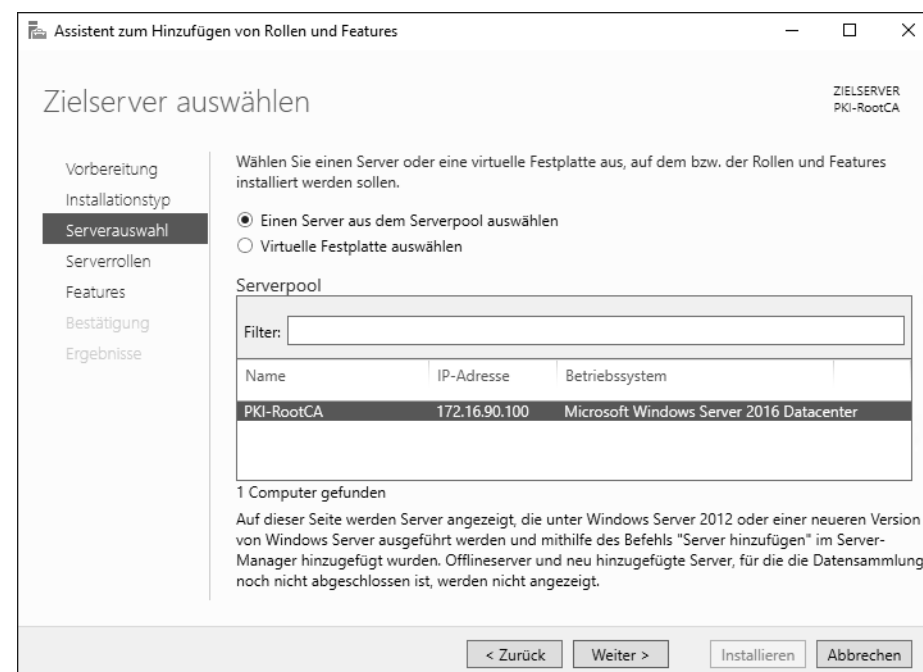 Assistent zum Hinzufügen von Rollen und Features
Zielserver auswählen
ZIELSERVER
PKI-RootCA
Vorbereitung
Installationstyp
Serverauswahl
Serverrollen
Features
Bestätigung
Ergebnisse
Wählen Sie einen Server oder eine virtuelle Festplatte aus, auf dem bzw. der Rollen und Features
installiert werden sollen.
Einen Server aus dem Serverpool auswählen
Virtuelle Festplatte auswählen
Serverpool
Filter:
Name IP-Adresse Betriebssystem
PKI-RootCA 172.16.90.100 Microsoft Windows Server 2016 Datacenter
1 Computer gefunden
Auf dieser Seite werden Server angezeigt, die unter Windows Server 2012 oder einer neueren Version
von Windows Server ausgeführt werden und mithilfe des Befehls "Server hinzufügen" im Server-
Manager hinzugefügt wurden. Offlineserver und neu hinzugefügte Server, für die die Datensammlung
noch nicht abgeschlossen ist, werden nicht angezeigt.
< Zurück Weiter > Installieren Abbrechen